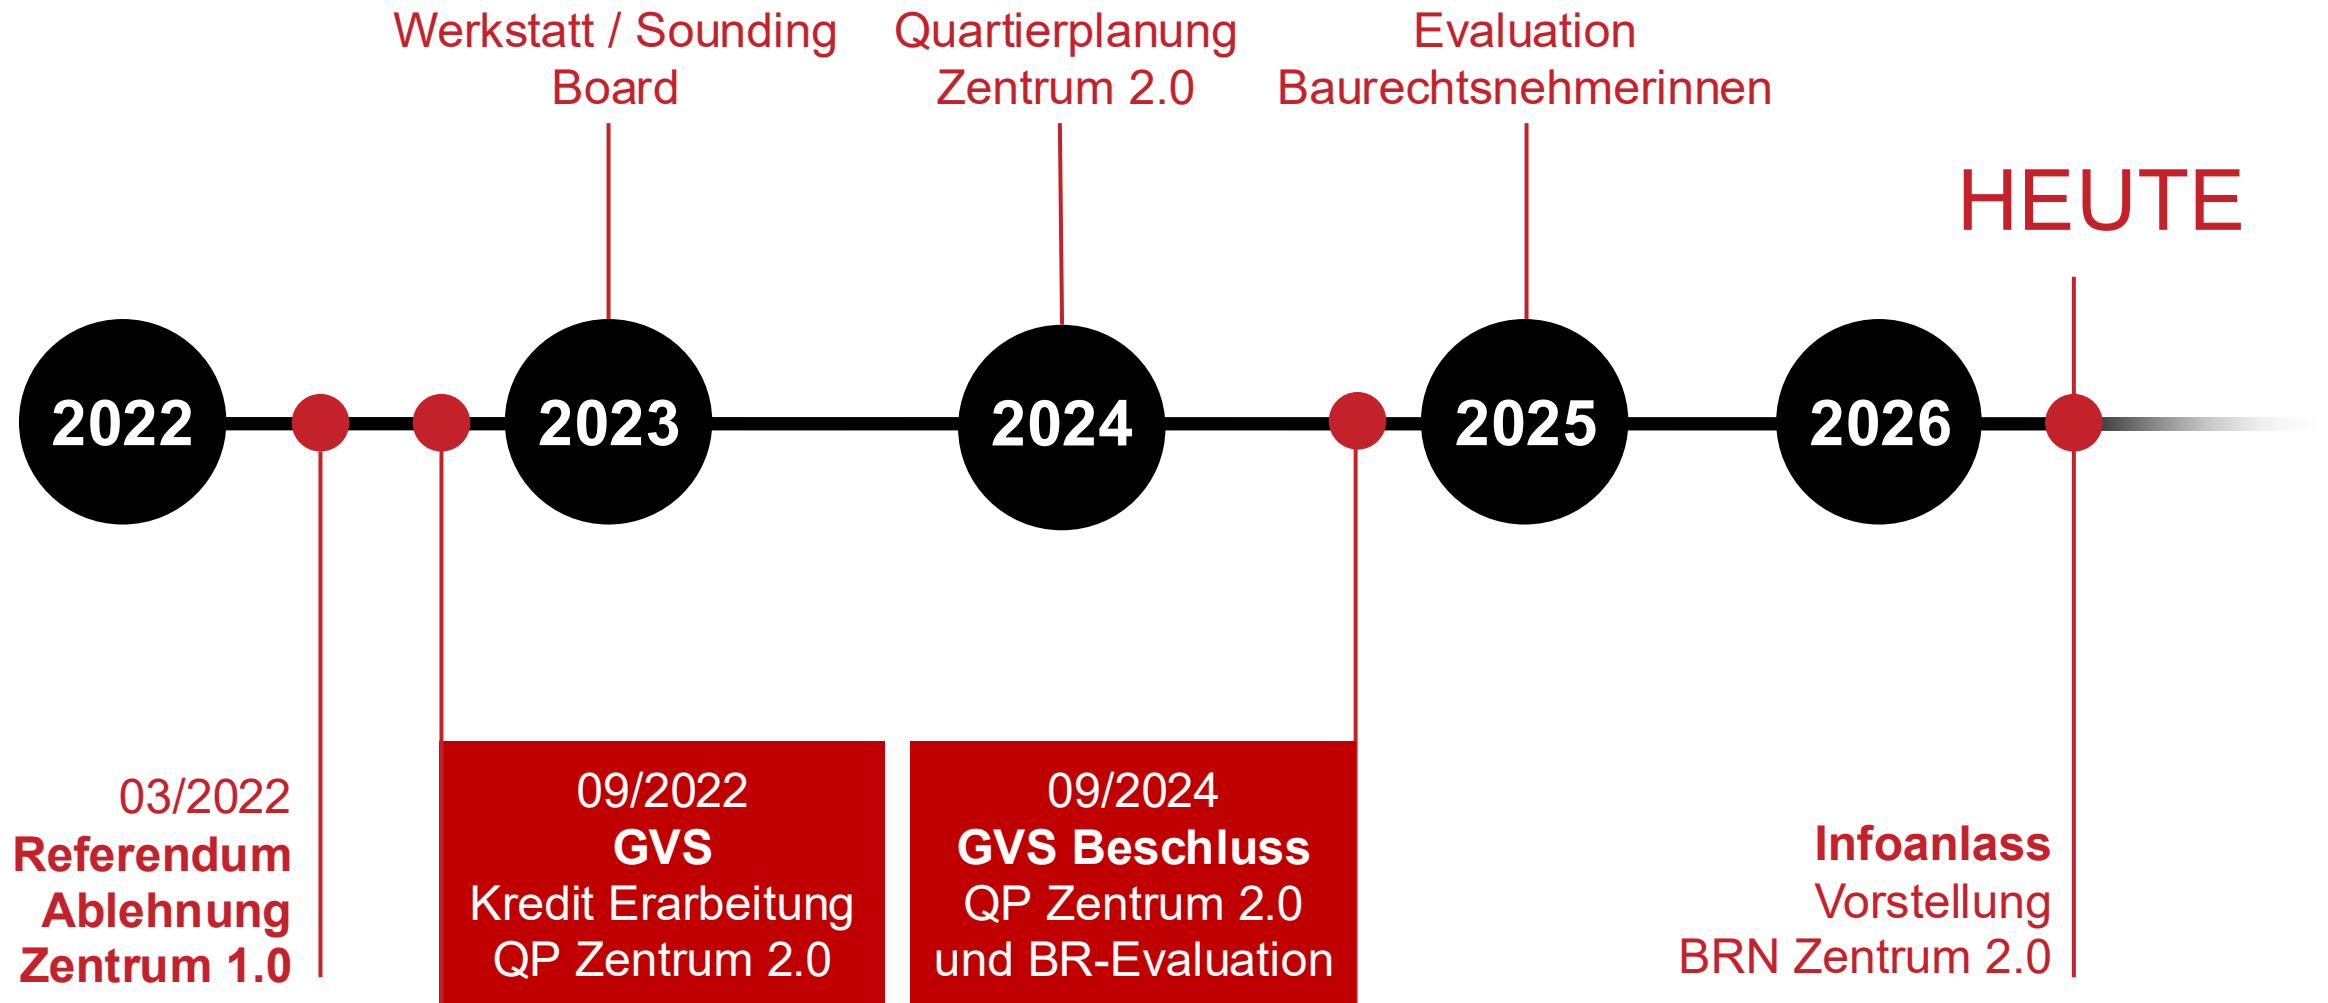 Werkstatt / Sounding
Board
Quartierplanung
Zentrum 2.0
Evaluation
Baurechtsnehmerinnen
HEUTE
2022
2023
2024
2025
2026
03/2022
Referendum
Ablehnung
Zentrum 1.0
09/2022
GVS
Kredit Erarbeitung
QP Zentrum 2.0
09/2024
GVS Beschluss
QP Zentrum 2.0
und BR-Evaluation
Infoanlass
Vorstellung
BRN Zentrum 2.0